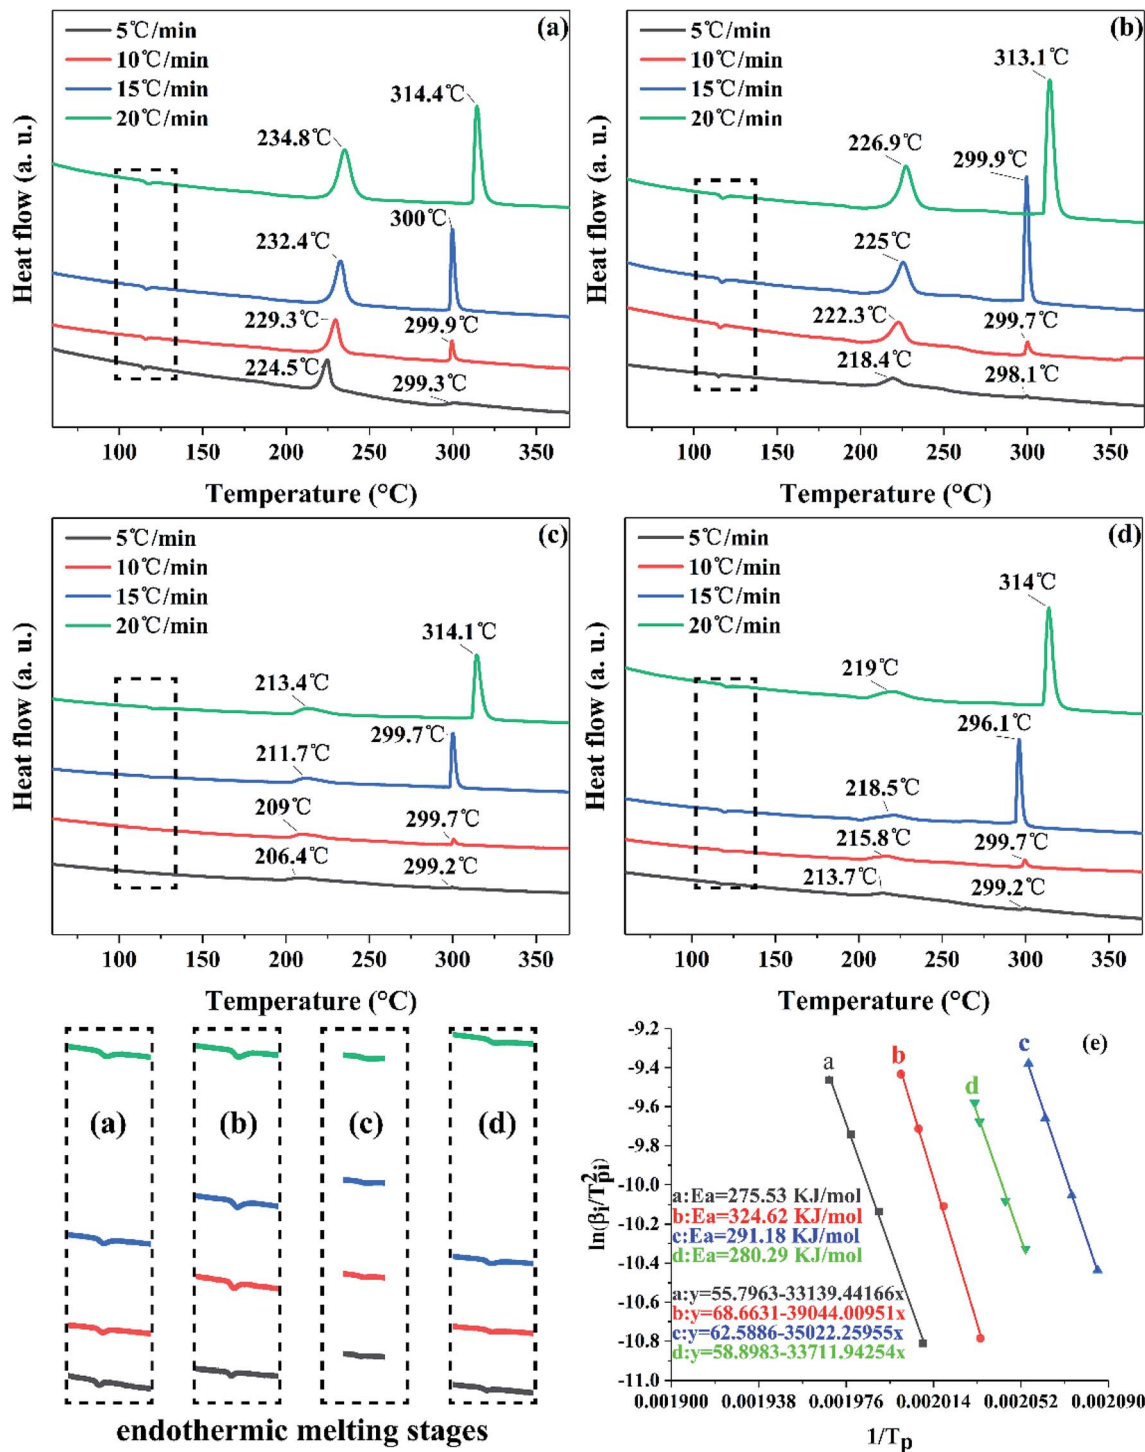 (a)
5℃/min
10℃/min
15℃/min
20℃/min
234.8℃
314.4℃
232.4℃
300℃
229.3℃
299.9℃
224.5℃
299.3℃
Heat flow (a. u.)
100 150 200 250 300 350
Temperature (°C)
(b)
5℃/min
10℃/min
15℃/min
20℃/min
226.9℃
313.1℃
299.9℃
225℃
222.3℃
299.7℃
218.4℃
298.1℃
Heat flow (a. u.)
100 150 200 250 300 350
Temperature (°C)
(c)
5℃/min
10℃/min
15℃/min
20℃/min
213.4℃
314.1℃
211.7℃
299.7℃
209℃
299.7℃
206.4℃
299.2℃
Heat flow (a. u.)
100 150 200 250 300 350
Temperature (°C)
(d)
5℃/min
10℃/min
15℃/min
20℃/min
219℃
314℃
218.5℃
296.1℃
215.8℃
299.7℃
213.7℃
299.2℃
Heat flow (a. u.)
100 150 200 250 300 350
Temperature (°C)
(a) (b) (c) (d)
endothermic melting stages
(e)
a
b
c
d
-9.2
-9.4
-9.6
-9.8
-10.0
-10.2
-10.4
-10.6
-10.8
-11.0
ln(βi/T²pi)
a:Ea=275.53 KJ/mol
b:Ea=324.62 KJ/mol
c:Ea=291.18 KJ/mol
d:Ea=280.29 KJ/mol
a:y=55.7963-33139.44166x
b:y=68.6631-39044.00951x
c:y=62.5886-35022.25955x
d:y=58.8983-33711.94254x
0.001900 0.001938 0.001976 0.002014 0.002052 0.002090
1/Tp